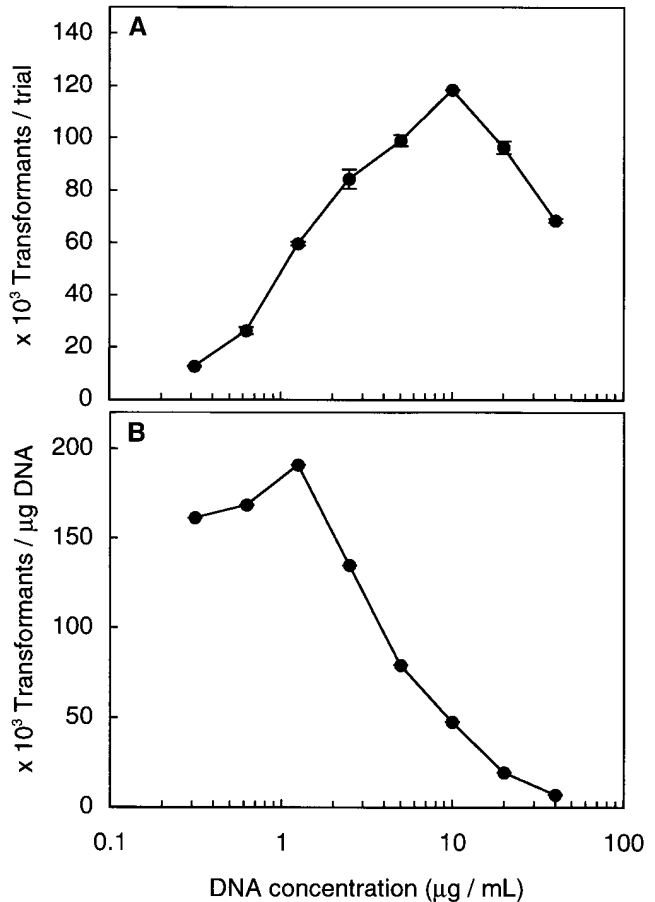 A
140
120
100
80
60
40
20
0
x 10³ Transformants / trial
B
200
150
100
50
0
x 10³ Transformants / µg DNA
0.1 1 10 100
DNA concentration (µg / mL)